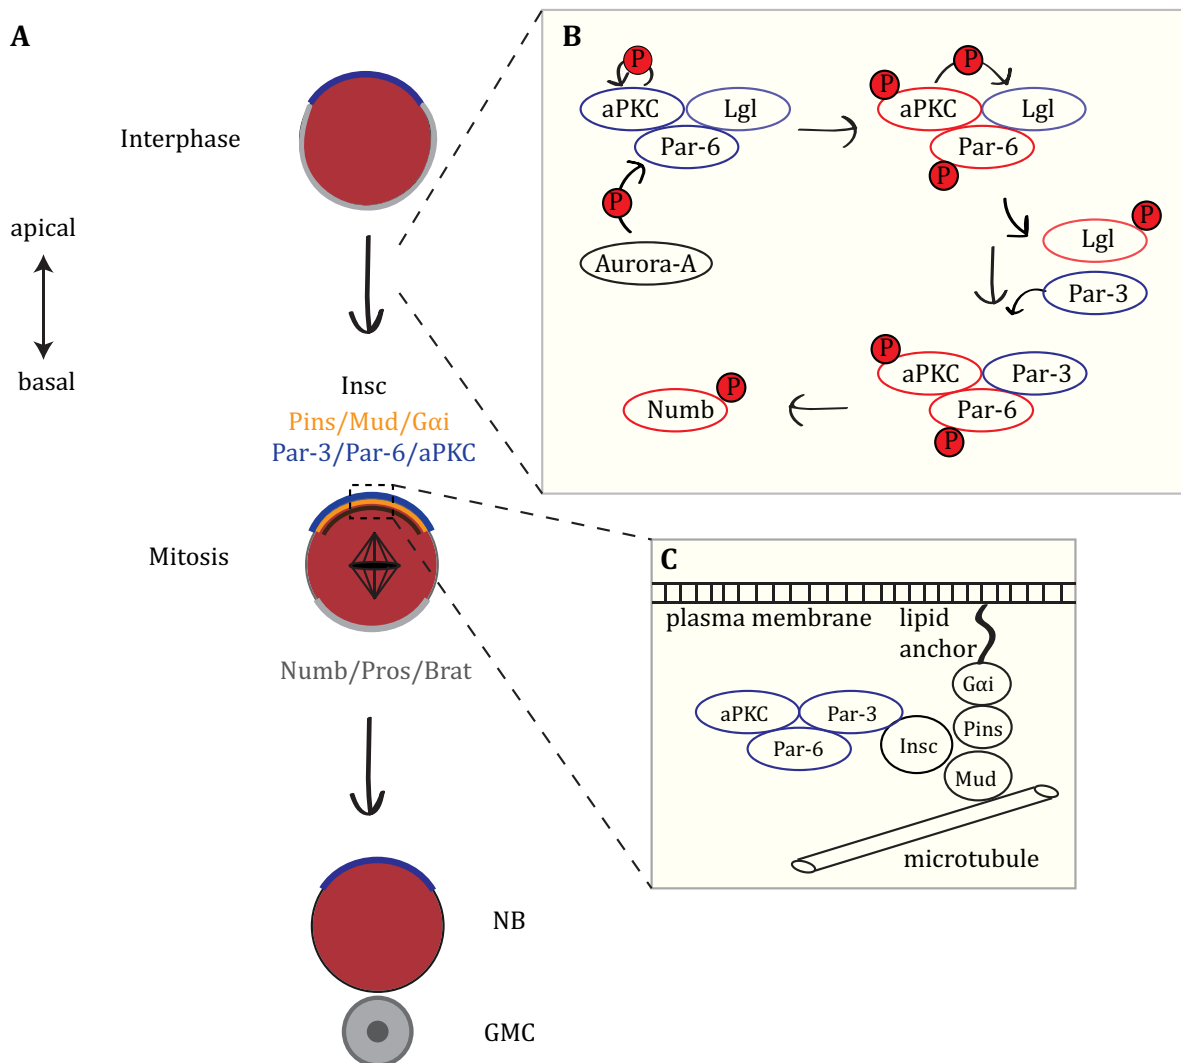 A
Interphase
apical
basal
Insc
Pins/Mud/Gαi
Par-3/Par-6/aPKC
Mitosis
Numb/Pros/Brat
NB
GMC
B
P
aPKC
Lgl
Par-6
P
Aurora-A
P
P
aPKC
Lgl
Par-6
P
P
Lgl
Par-3
P
aPKC
Par-3
Par-6
P
P
Numb
C
plasma membrane
lipid
anchor
Gαi
aPKC
Par-3
Pins
Par-6
Insc
Mud
microtubule